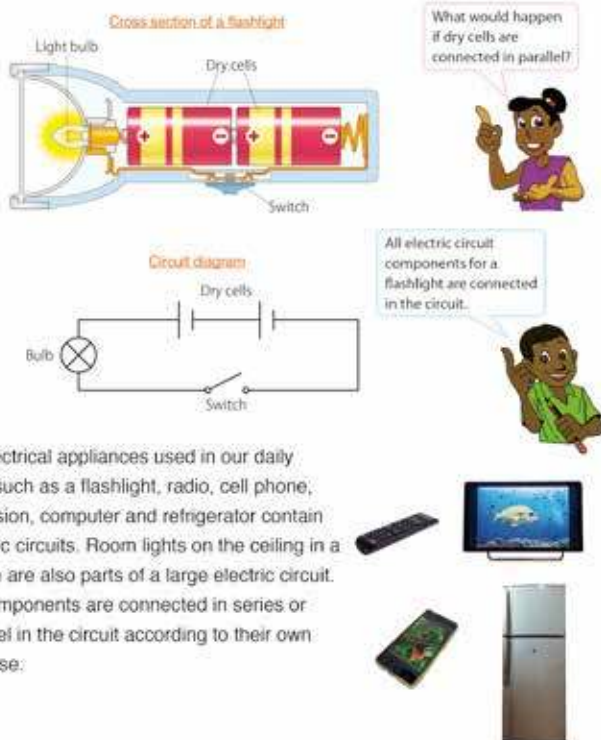 Cross section of a flashlight
Light bulb
Dry cells
Switch
What would happen
if dry cells are
connected in parallel?
Circuit diagram
Dry cells
Bulb
Switch
All electric circuit
components for a
flashlight are connected
in the circuit.
ectrical appliances used in our daily
such as a flashlight, radio, cell phone,
sion, computer and refrigerator contain
c circuits. Room lights on the ceiling in a
are also parts of a large electric circuit.
mponents are connected in series or
el in the circuit according to their own
se.